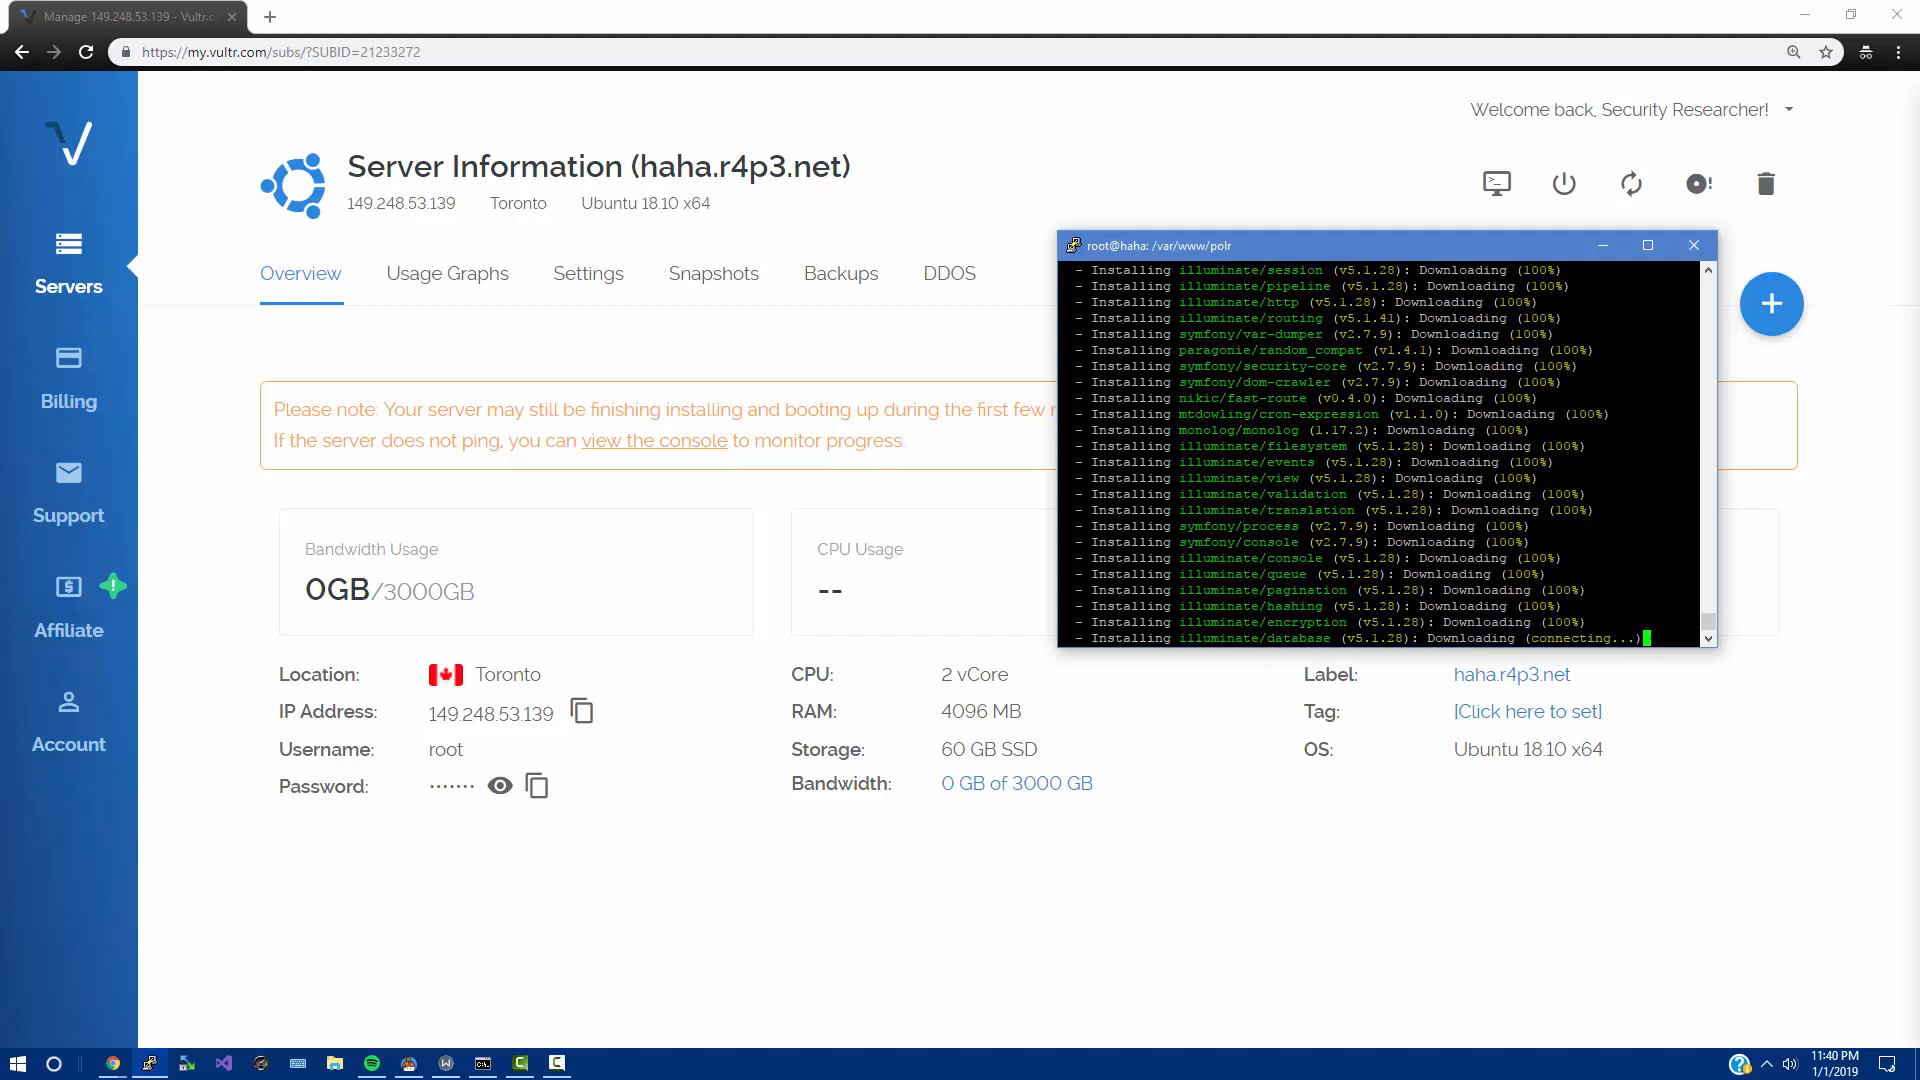 Manage 149.248.53.139 - Vultr.c
https://my.vultr.com/subs/?SUBID=21233272
Welcome back, Security Researcher!
Server Information (haha.r4p3.net)
149.248.53.139 Toronto Ubuntu 18.10 x64
Overview Usage Graphs Settings Snapshots Backups DDOS
Servers
Billing
Support
Affiliate
Account
Please note: Your server may still be finishing installing and booting up during the first few
If the server does not ping, you can view the console to monitor progress.
Bandwidth Usage
0GB/3000GB
CPU Usage
--
root@haha: /var/www/polr
- Installing illuminate/session (v5.1.28): Downloading (100%)
- Installing illuminate/pipeline (v5.1.28): Downloading (100%)
- Installing illuminate/http (v5.1.28): Downloading (100%)
- Installing illuminate/routing (v5.1.41): Downloading (100%)
- Installing symfony/var-dumper (v2.7.9): Downloading (100%)
- Installing paragonie/random_compat (v1.4.1): Downloading (100%)
- Installing symfony/security-core (v2.7.9): Downloading (100%)
- Installing symfony/dom-crawler (v2.7.9): Downloading (100%)
- Installing nikic/fast-route (v0.4.0): Downloading (100%)
- Installing mtdowling/cron-expression (v1.1.0): Downloading (100%)
- Installing monolog/monolog (1.17.2): Downloading (100%)
- Installing illuminate/filesystem (v5.1.28): Downloading (100%)
- Installing illuminate/events (v5.1.28): Downloading (100%)
- Installing illuminate/view (v5.1.28): Downloading (100%)
- Installing illuminate/validation (v5.1.28): Downloading (100%)
- Installing illuminate/translation (v5.1.28): Downloading (100%)
- Installing symfony/process (v2.7.9): Downloading (100%)
- Installing symfony/console (v2.7.9): Downloading (100%)
- Installing illuminate/console (v5.1.28): Downloading (100%)
- Installing illuminate/queue (v5.1.28): Downloading (100%)
- Installing illuminate/pagination (v5.1.28): Downloading (100%)
- Installing illuminate/hashing (v5.1.28): Downloading (100%)
- Installing illuminate/encryption (v5.1.28): Downloading (100%)
- Installing illuminate/database (v5.1.28): Downloading (connecting...)
Location: Toronto
IP Address: 149.248.53.139
Username: root
Password: ·······
CPU: 2 vCore
RAM: 4096 MB
Storage: 60 GB SSD
Bandwidth: 0 GB of 3000 GB
Label: haha.r4p3.net
Tag: [Click here to set]
OS: Ubuntu 18.10 x64
11:40 PM
1/1/2019